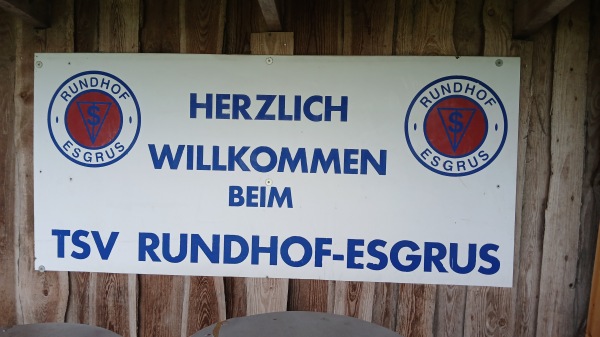 RUNDHOF
S
ESGRUS
HERZLICH
WILLKOMMEN
BEIM
TSV RUNDHOF-ESGRUS
RUNDHOF
S
ESGRUS